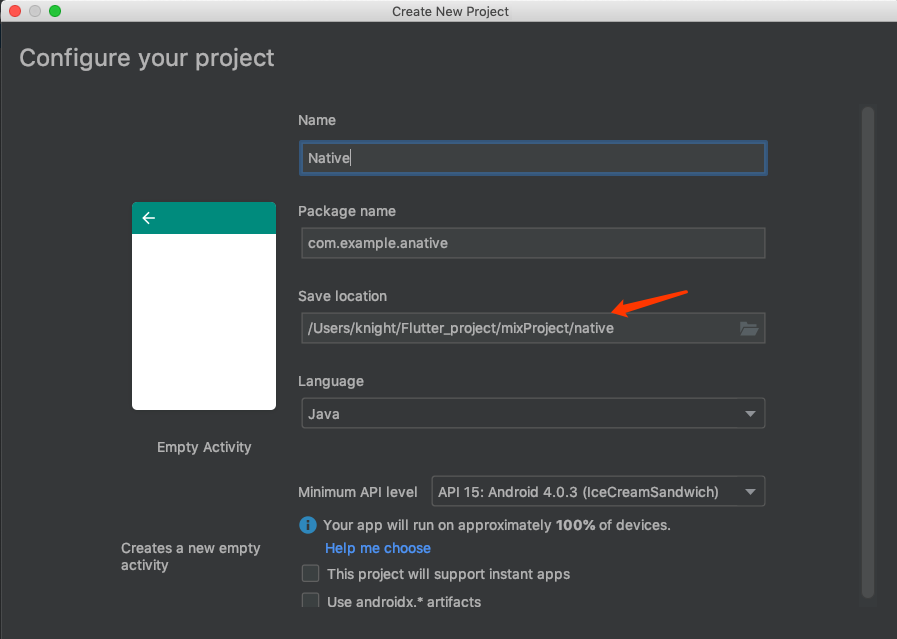 Create New Project
Configure your project
Name
Native
Package name
com.example.anative
Save location
/Users/knight/Flutter_project/mixProject/native
Language
Java
Empty Activity
Minimum API level
API 15: Android 4.0.3 (IceCreamSandwich)
Your app will run on approximately 100% of devices.
Help me choose
Creates a new empty
activity
This project will support instant apps
Use androidx.* artifacts